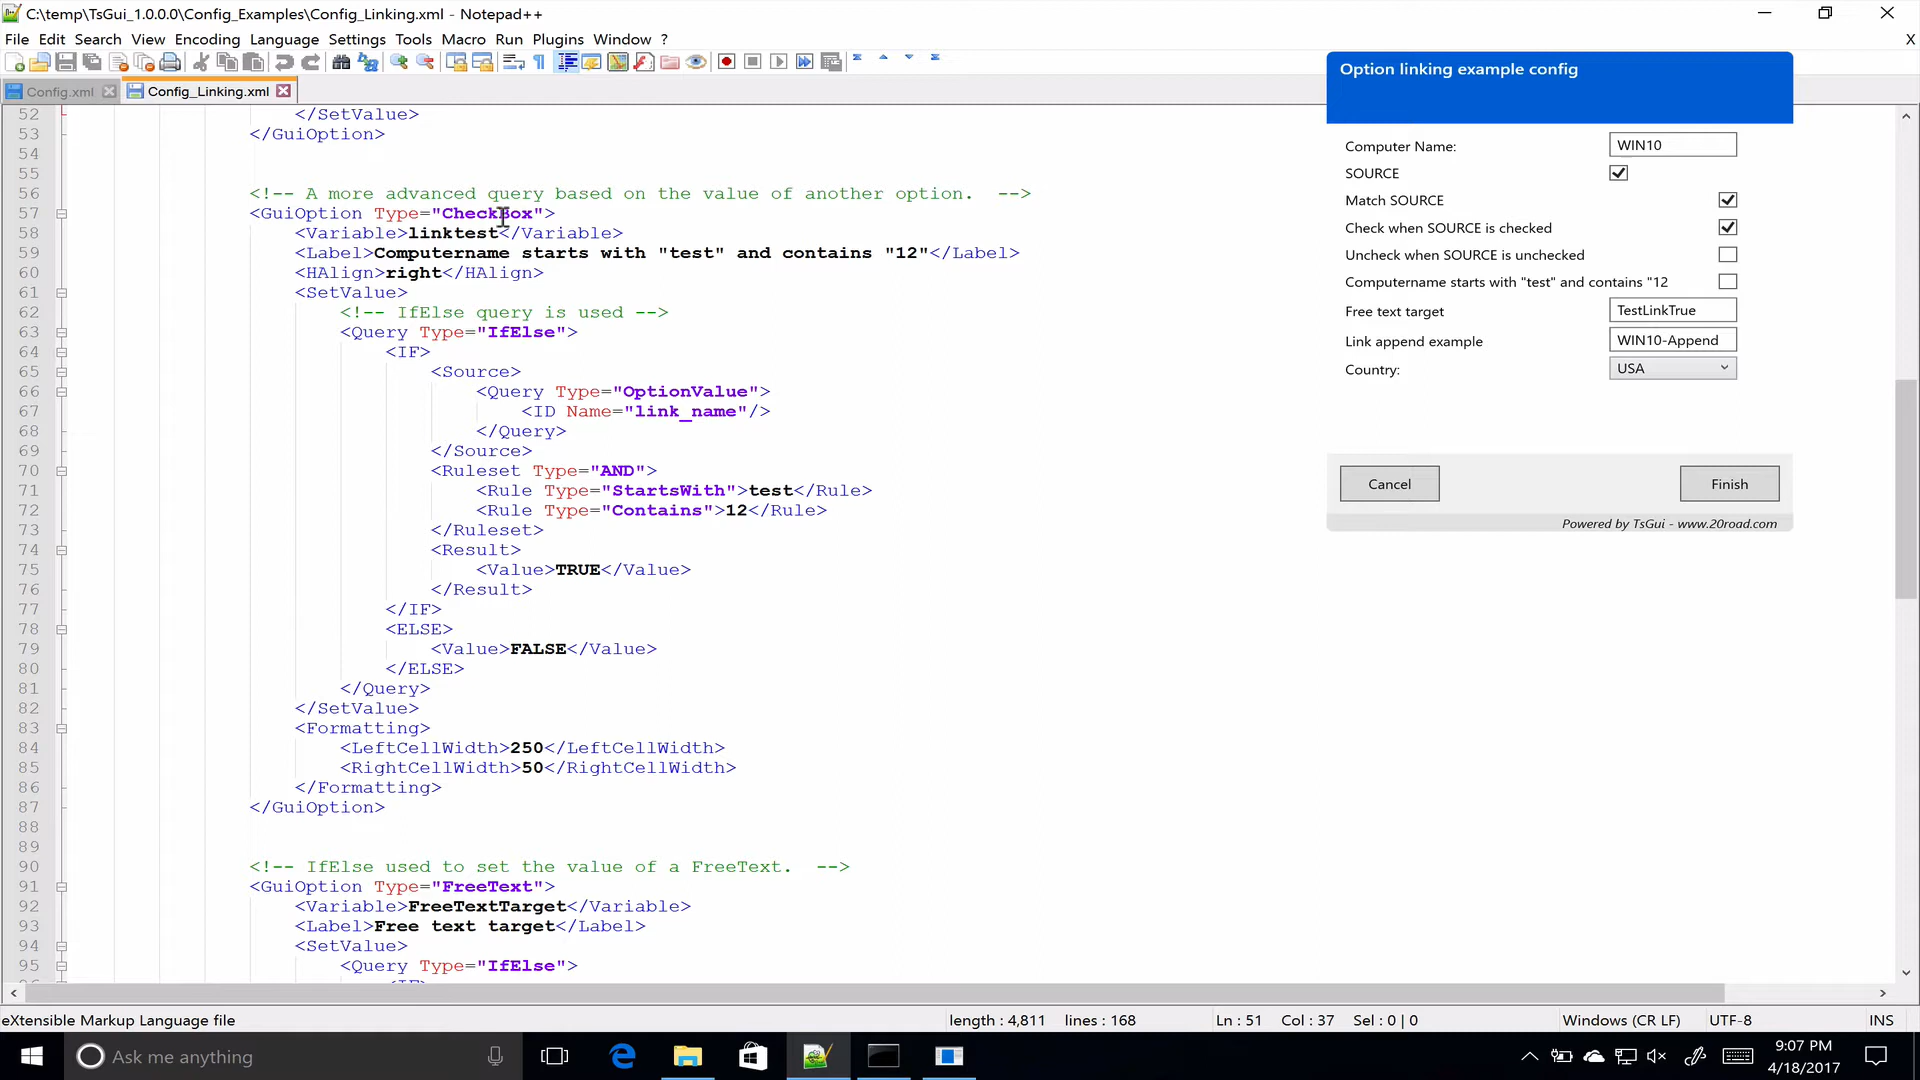 C:\temp\TsGui_1.0.0.0\Config_Examples\Config_Linking.xml - Notepad++
File Edit Search View Encoding Language Settings Tools Macro Run Plugins Window ? X
Config.xml Config_Linking.xml
52 </SetValue>
53 </GuiOption>
54
55
56 <!-- A more advanced query based on the value of another option.  -->
57 <GuiOption Type="CheckBox">
58 <Variable>linktest</Variable>
59 <Label>Computername starts with "test" and contains "12"</Label>
60 <HAlign>right</HAlign>
61 <SetValue>
62 <!-- IfElse query is used -->
63 <Query Type="IfElse">
64 <IF>
65 <Source>
66 <Query Type="OptionValue">
67 <ID Name="link_name"/>
68 </Query>
69 </Source>
70 <Ruleset Type="AND">
71 <Rule Type="StartsWith">test</Rule>
72 <Rule Type="Contains">12</Rule>
73 </Ruleset>
74 <Result>
75 <Value>TRUE</Value>
76 </Result>
77 </IF>
78 <ELSE>
79 <Value>FALSE</Value>
80 </ELSE>
81 </Query>
82 </SetValue>
83 <Formatting>
84 <LeftCellWidth>250</LeftCellWidth>
85 <RightCellWidth>50</RightCellWidth>
86 </Formatting>
87 </GuiOption>
88
89
90 <!-- IfElse used to set the value of a FreeText.  -->
91 <GuiOption Type="FreeText">
92 <Variable>FreeTextTarget</Variable>
93 <Label>Free text target</Label>
94 <SetValue>
95 <Query Type="IfElse">
Option linking example config
Computer Name: WIN10
SOURCE
Match SOURCE
Check when SOURCE is checked
Uncheck when SOURCE is unchecked
Computername starts with "test" and contains "12
Free text target TestLinkTrue
Link append example WIN10-Append
Country: USA
Cancel Finish
Powered by TsGui - www.20road.com
eXtensible Markup Language file length : 4,811 lines : 168 Ln : 51 Col : 37 Sel : 0 | 0 Windows (CR LF) UTF-8 INS
Ask me anything
9:07 PM
4/18/2017